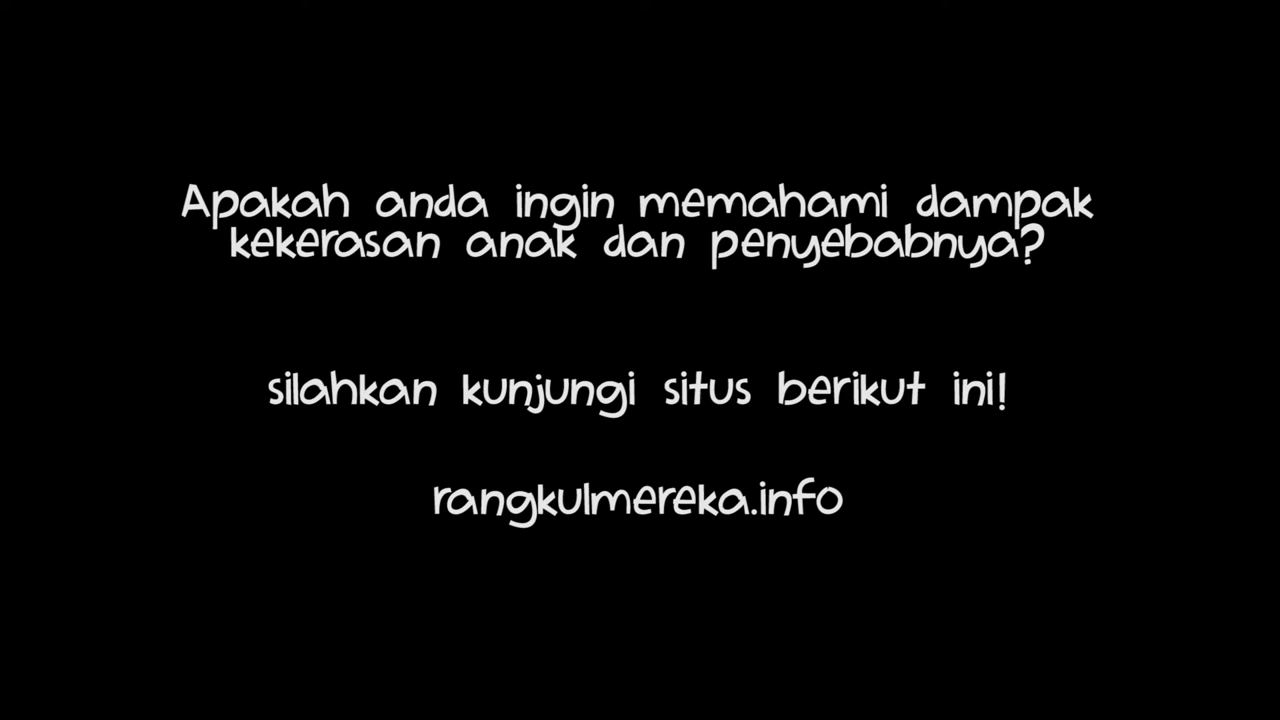 Apakah anda ingin memahami dampak
kekerasan anak dan penyebabnya?
silahkan kunjungi situs berikut ini!
rangkulmereka.info